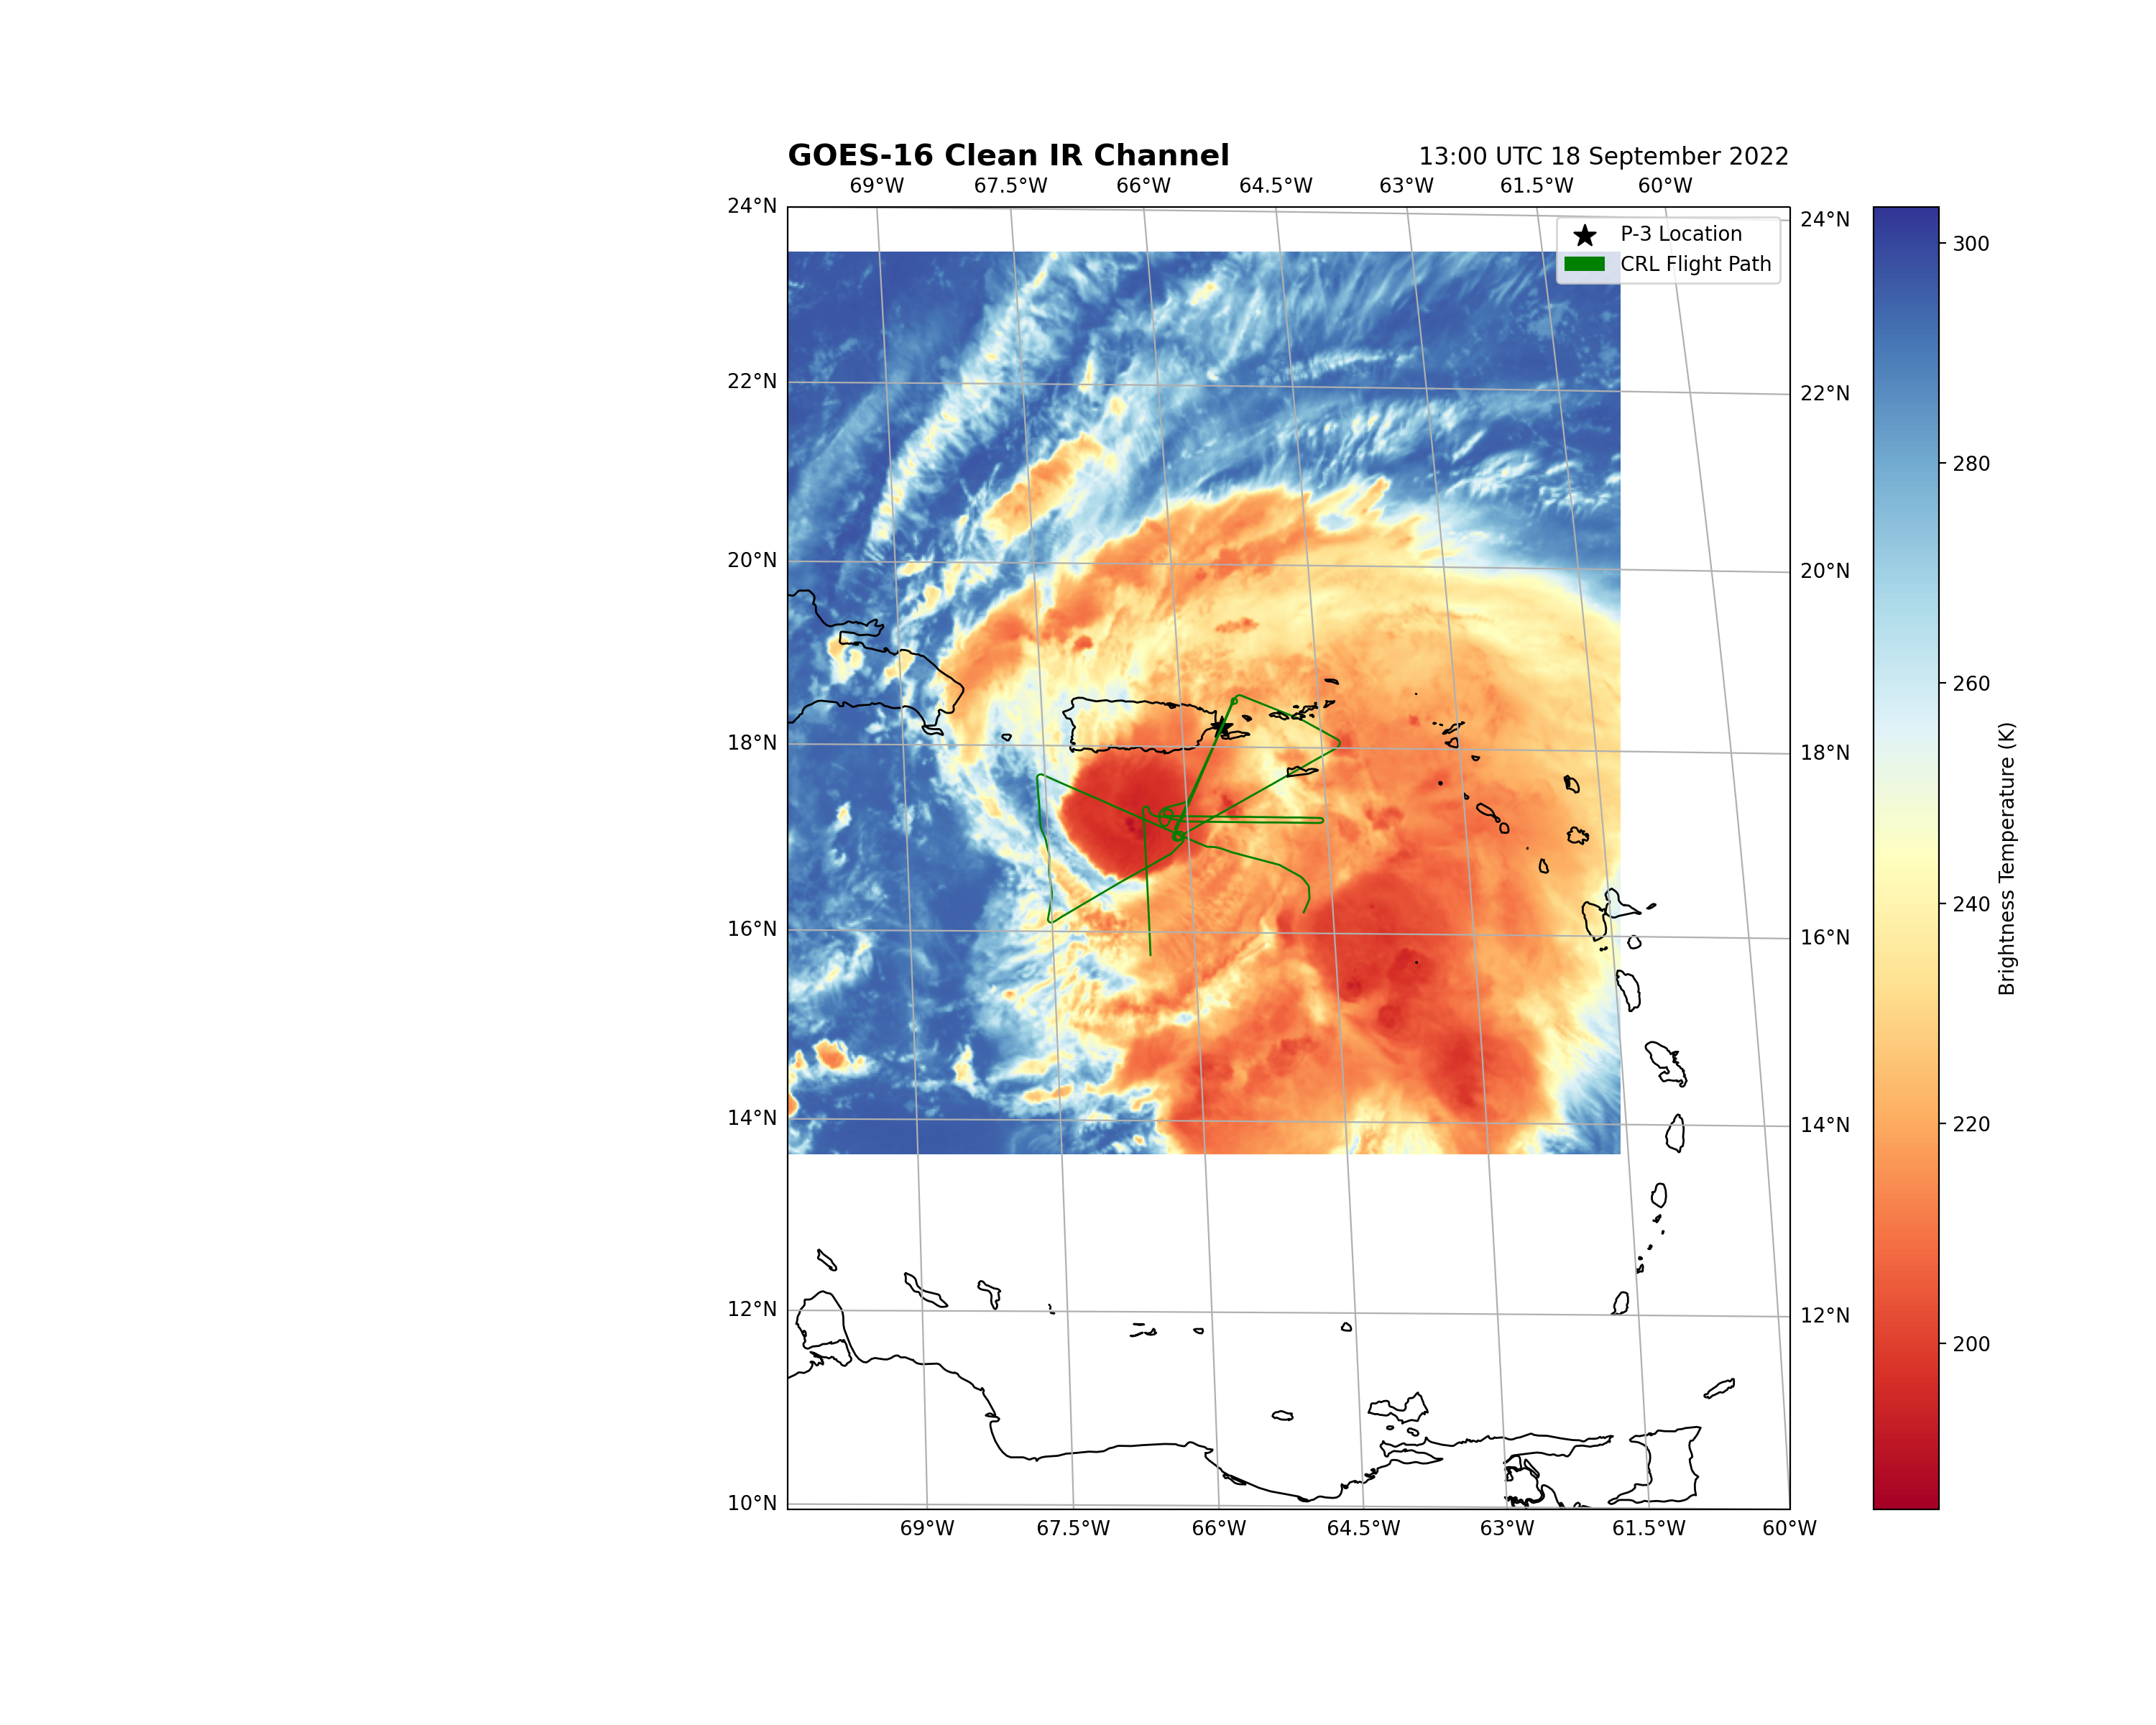 GOES-16 Clean IR Channel
13:00 UTC 18 September 2022
69°W 67.5°W 66°W 64.5°W 63°W 61.5°W 60°W
24°N 24°N 300
P-3 Location
CRL Flight Path
22°N 22°N 280
20°N 20°N 260
18°N 18°N
Brightness Temperature (K)
16°N 16°N 240
14°N 14°N 220
12°N 12°N 200
10°N
69°W 67.5°W 66°W 64.5°W 63°W 61.5°W 60°W